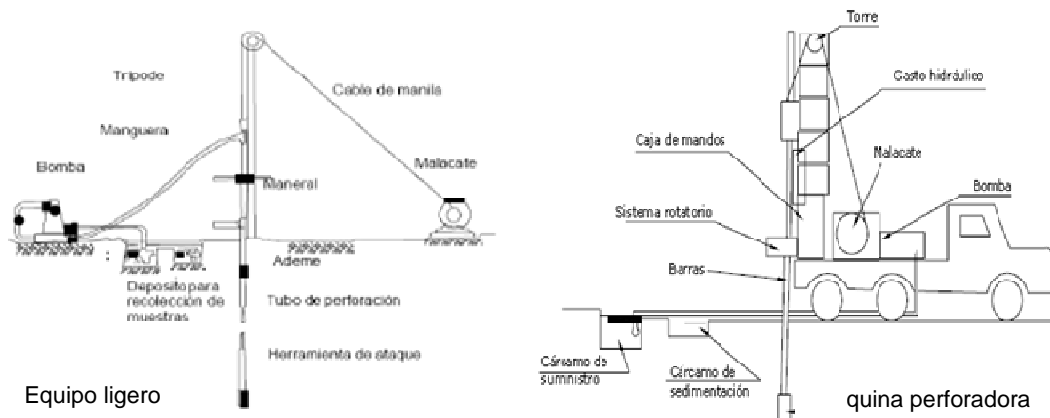 Trípode
Cable de manila
Manguera
Bomba
Malacate
Maneral
Ademe
Deposito para
recolección de
muestras
Tubo de perforación
Herramienta de ataque
Equipo ligero
Torre
Gasto hidráulico
Caja de mandos
Malacate
Bomba
Sistema rotatorio
Barras
Cárcamo de
suministro
Cárcamo de
sedimentación
quina perforadora